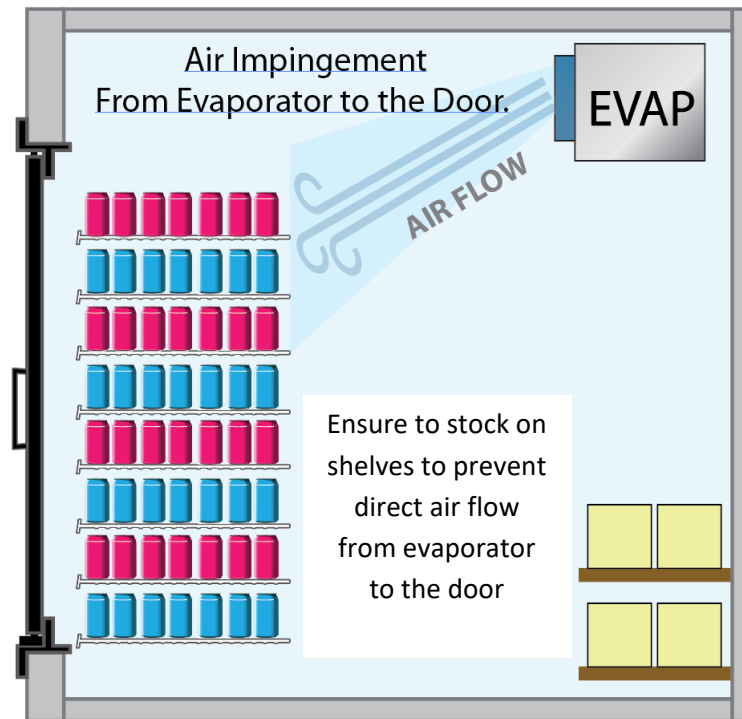 Air Impingement
From Evaporator to the Door.
EVAP
AIR FLOW
Ensure to stock on
shelves to prevent
direct air flow
from evaporator
to the door